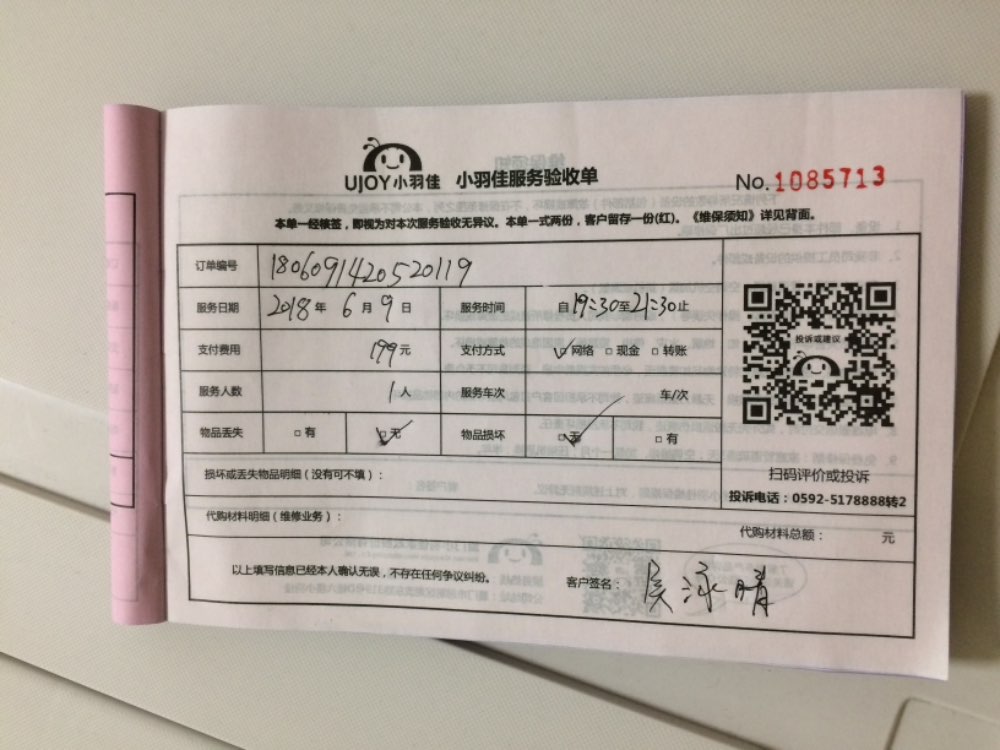 UJOY小羽佳 小羽佳服务验收单 No.1085713
本单一经核签，即视为对本次服务验收无异议。本单一式两份，客户留存一份(红)。《维保须知》详见背面。
订单编号 1806091420520119
服务日期 2018年 6月 9日 服务时间 自19:30至21:30止
支付费用 199元 支付方式 ☑网络 □现金 □转账
服务人数 1人 服务车次 车/次
物品丢失 □有 ☑无 物品损坏 ☑无 □有
投诉或建议
扫码评价或投诉
投诉电话：0592-5178888转2
损坏或丢失物品明细（没有可不填）：
代购材料明细（维修业务）： 代购材料总额： 元
以上填写信息已经本人确认无误，不存在任何争议纠纷。 客户签名：吴泳晴